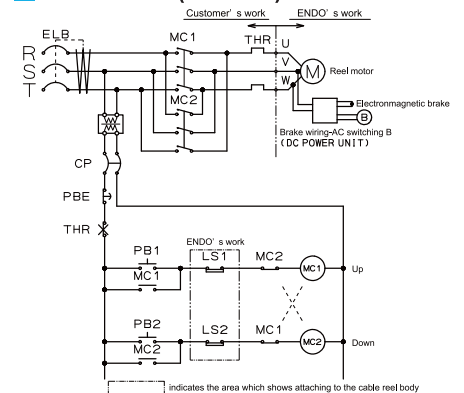 Customer's work
ENDO's work
ELB
MC1
THR
U
R
S
T
V
W
M
Reel motor
MC2
Electromagnetic brake
B
Brake wiring-AC switching B
(DC POWER UNIT)
CP
PBE
THR
ENDO's work
PB1
MC1
LS1
MC2
MC1
Up
PB2
MC2
LS2
MC1
MC2
Down
indicates the area which shows attaching to the cable reel body